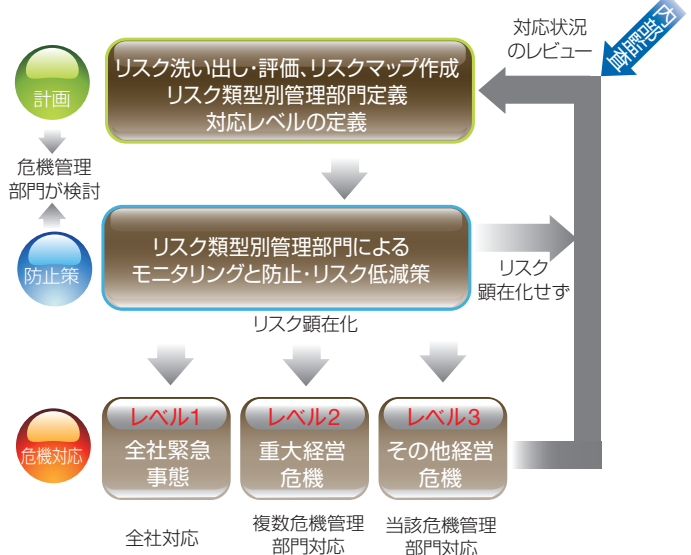 内部監査
対応状況
のレビュー
計画
リスク洗い出し・評価、リスクマップ作成
リスク類型別管理部門定義
対応レベルの定義
危機管理
部門が検討
防止策
リスク類型別管理部門による
モニタリングと防止・リスク低減策
リスク
顕在化せず
リスク顕在化
危機対応
レベル1
全社緊急
事態
レベル2
重大経営
危機
レベル3
その他経営
危機
全社対応
複数危機管理
部門対応
当該危機管理
部門対応